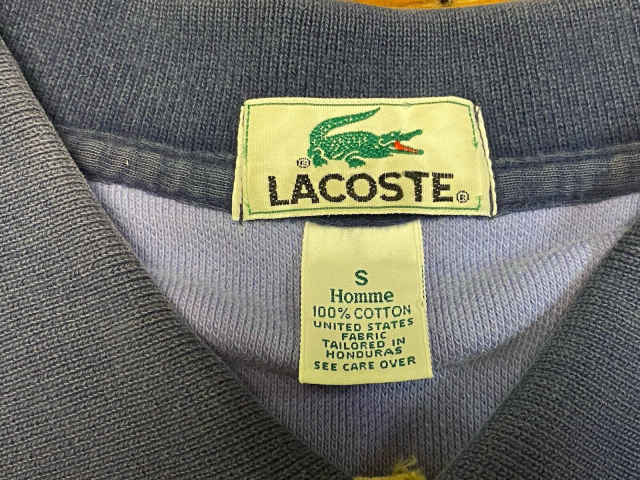 ® LACOSTE®
S
Homme
100% COTTON
UNITED STATES
FABRIC
TAILORED IN
HONDURAS
SEE CARE OVER